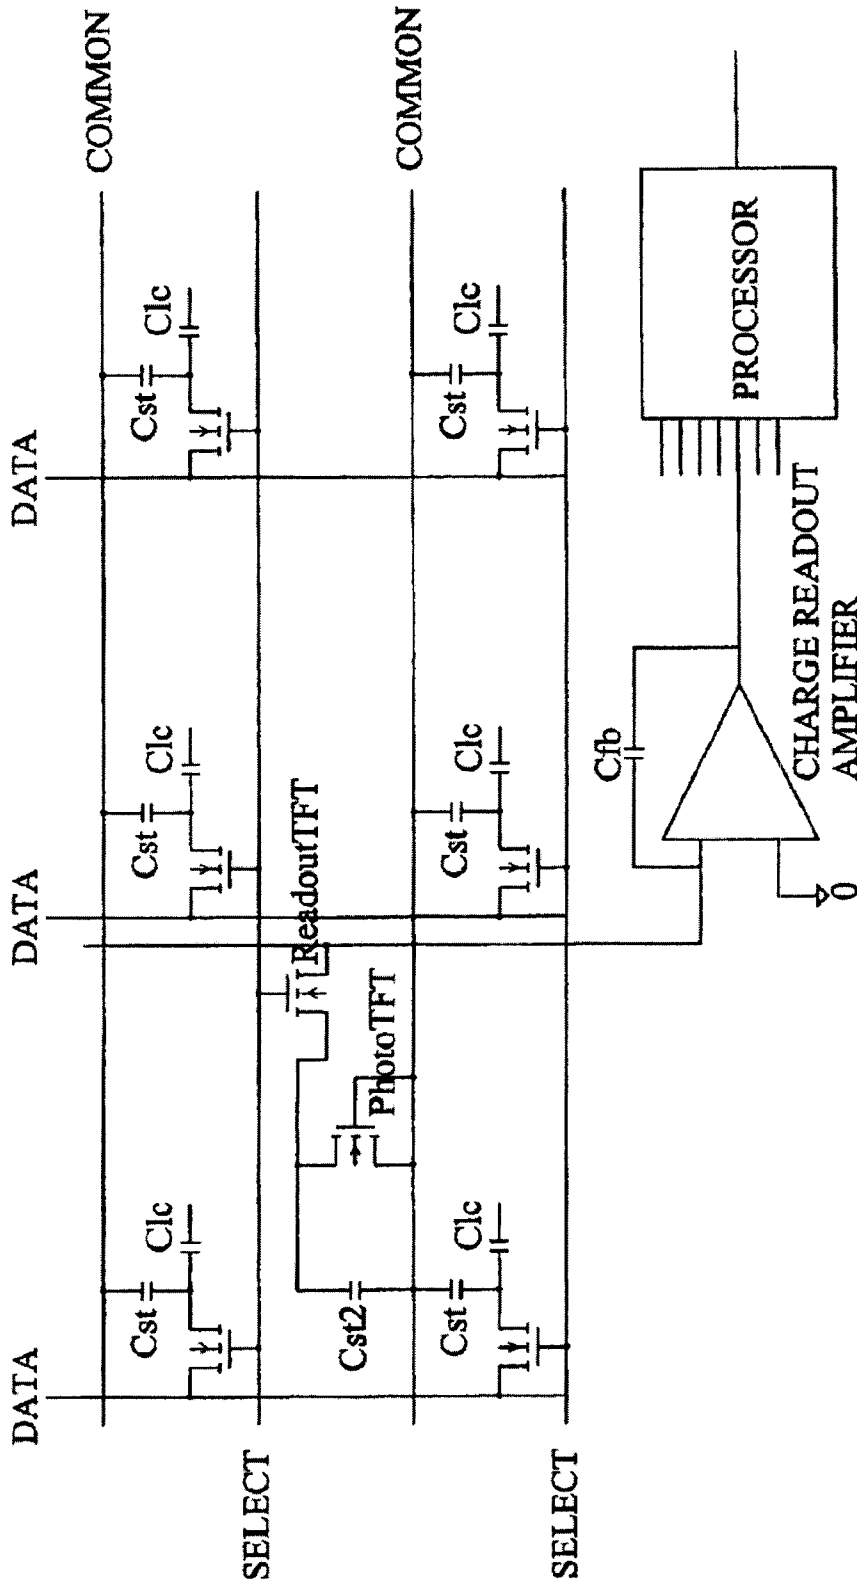 DATA
DATA
DATA
COMMON
Cst
Clc
Cst
Clc
Cst
Clc
SELECT
ReadoutTFT
PhotoTFT
Cst2
COMMON
Cst
Clc
Cst
Clc
Cst
Clc
SELECT
Cfb
PROCESSOR
CHARGE READOUT
AMPLIFIER
0